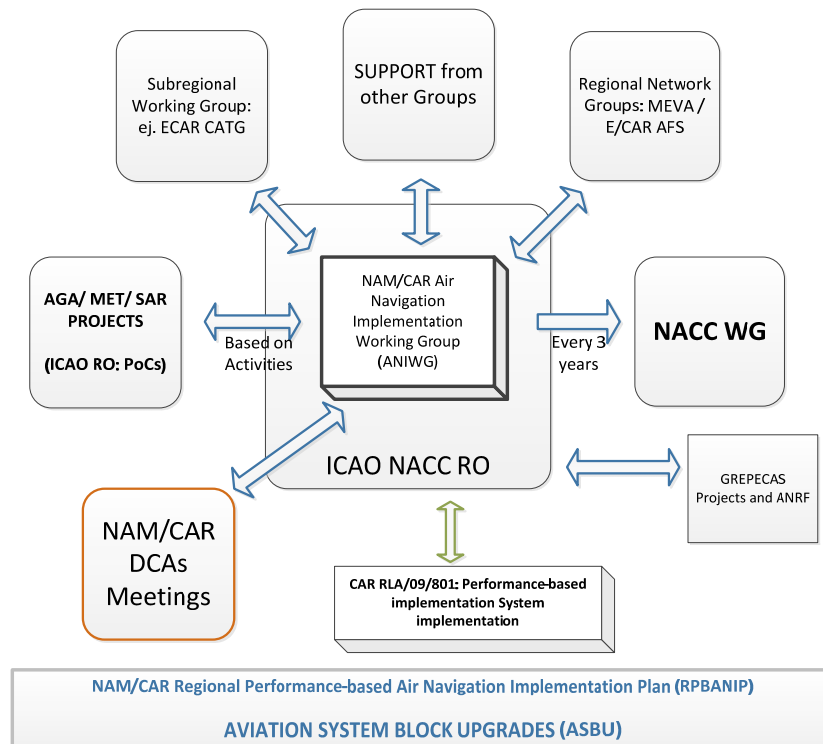 Subregional
Working Group:
ej. ECAR CATG
SUPPORT from
other Groups
Regional Network
Groups: MEVA /
E/CAR AFS
AGA/ MET/ SAR
PROJECTS
(ICAO RO: PoCs)
Based on
Activities
NAM/CAR Air
Navigation
Implementation
Working Group
(ANIWG)
Every 3
years
NACC WG
ICAO NACC RO
GREPECAS
Projects and ANRF
NAM/CAR
DCAs
Meetings
CAR RLA/09/801: Performance-based
implementation System
implementation
NAM/CAR Regional Performance-based Air Navigation Implementation Plan (RPBANIP)
AVIATION SYSTEM BLOCK UPGRADES (ASBU)